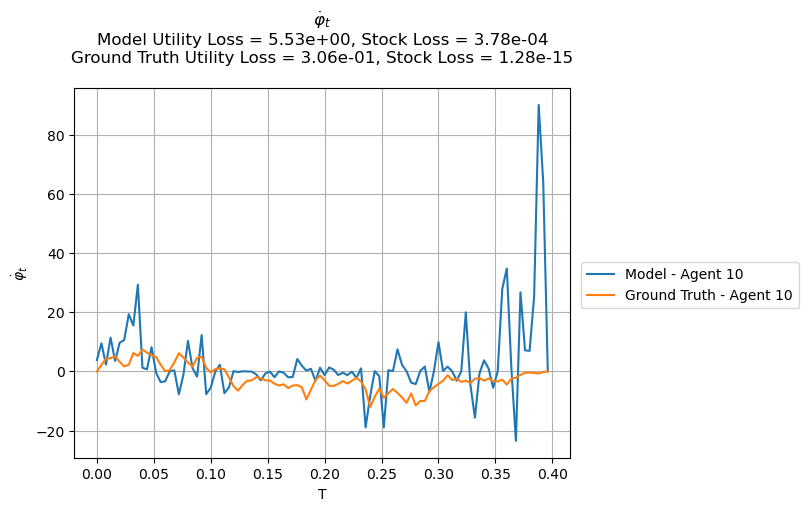 φ̇ₜ
Model Utility Loss = 5.53e+00, Stock Loss = 3.78e-04
Ground Truth Utility Loss = 3.06e-01, Stock Loss = 1.28e-15
φ̇ₜ
80
60
40
20
0
−20
0.00 0.05 0.10 0.15 0.20 0.25 0.30 0.35 0.40
T
Model - Agent 10
Ground Truth - Agent 10